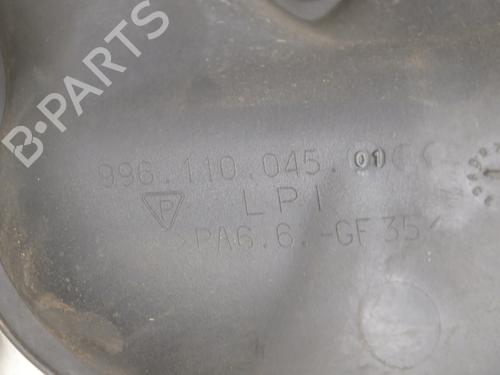 B-PARTS
996.110.045.01
P LPI
>PA6.6.-GF35<